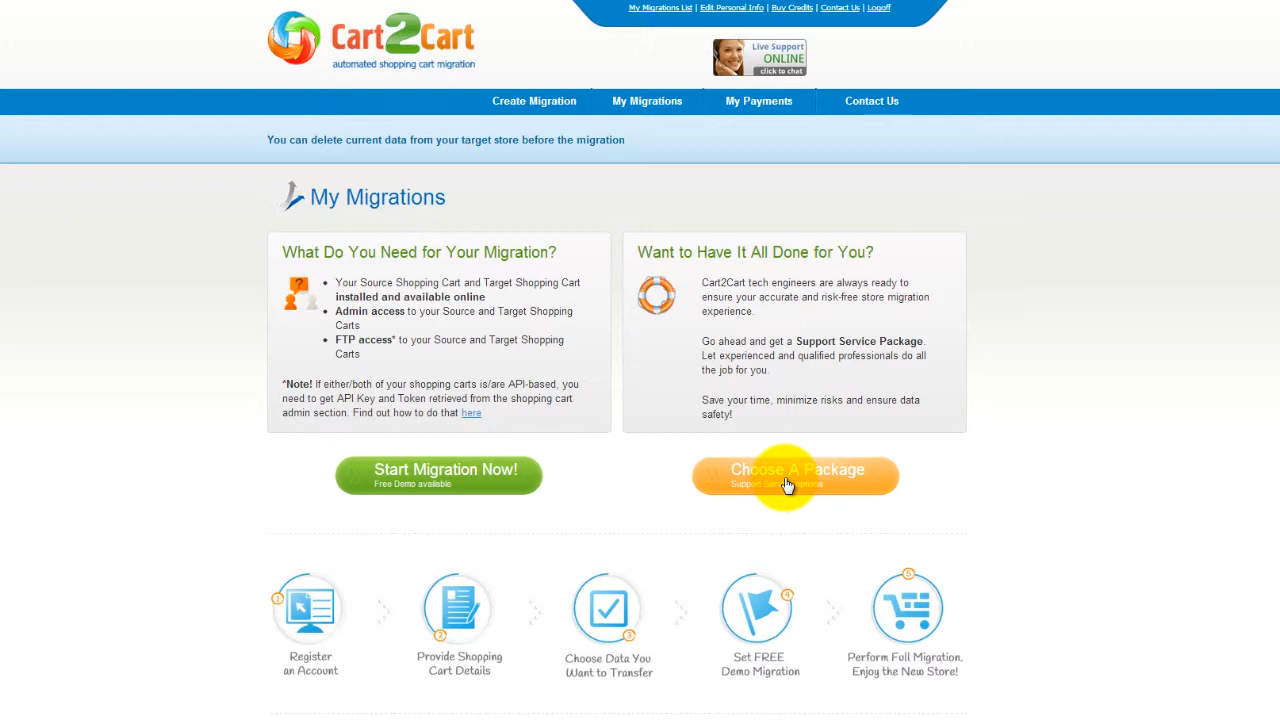 My Migrations List | Edit Personal Info | Buy Credits | Contact Us | Logoff
Cart2Cart
automated shopping cart migration
Live Support
ONLINE
click to chat
Create Migration
My Migrations
My Payments
Contact Us
You can delete current data from your target store before the migration
My Migrations
What Do You Need for Your Migration?
Your Source Shopping Cart and Target Shopping Cart
installed and available online
Admin access to your Source and Target Shopping
Carts
FTP access* to your Source and Target Shopping
Carts
*Note! If either/both of your shopping carts is/are API-based, you
need to get API Key and Token retrieved from the shopping cart
admin section. Find out how to do that here
Want to Have It All Done for You?
Cart2Cart tech engineers are always ready to
ensure your accurate and risk-free store migration
experience.
Go ahead and get a Support Service Package.
Let experienced and qualified professionals do all
the job for you.
Save your time, minimize risks and ensure data
safety!
Start Migration Now!
Free Demo available
Choose A Package
Support
1
2
3
4
5
Register
an Account
Provide Shopping
Cart Details
Choose Data You
Want to Transfer
Set FREE
Demo Migration
Perform Full Migration,
Enjoy the New Store!